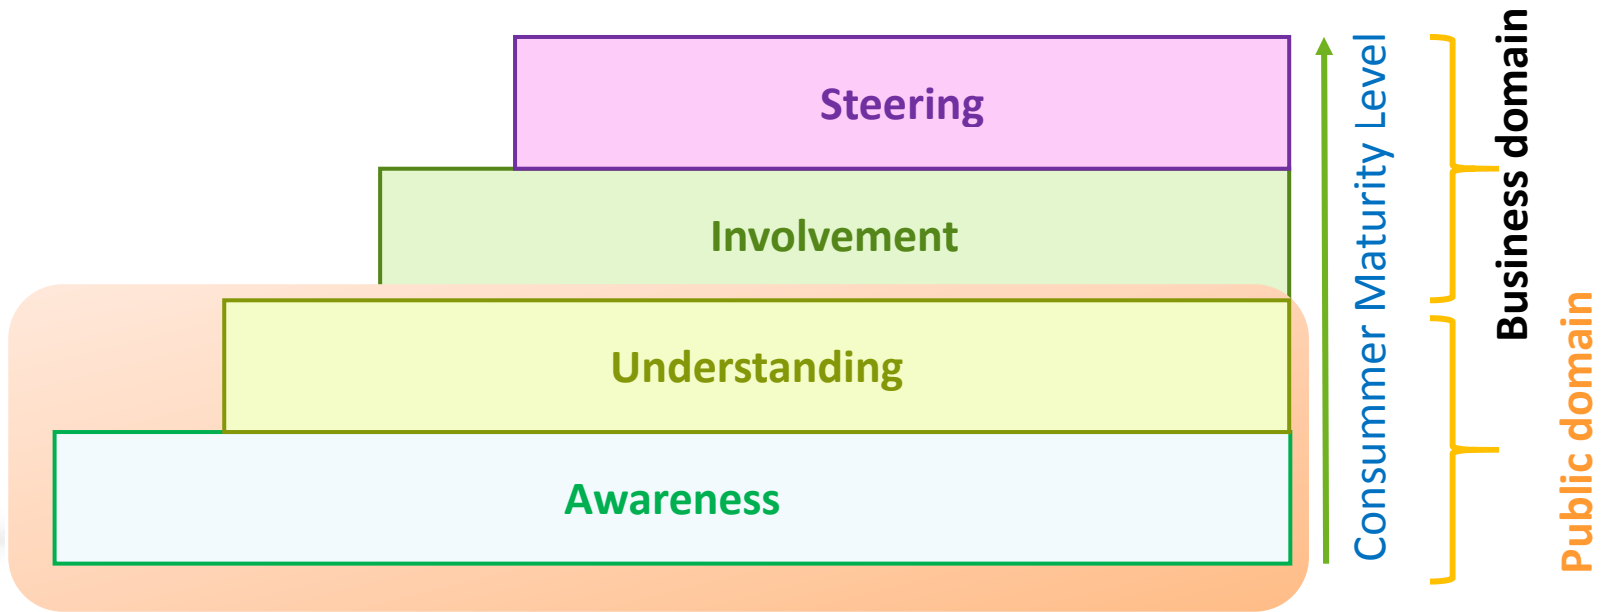 Steering
Involvement
Understanding
Awareness
Consummer Maturity Level
Business domain
Public domain